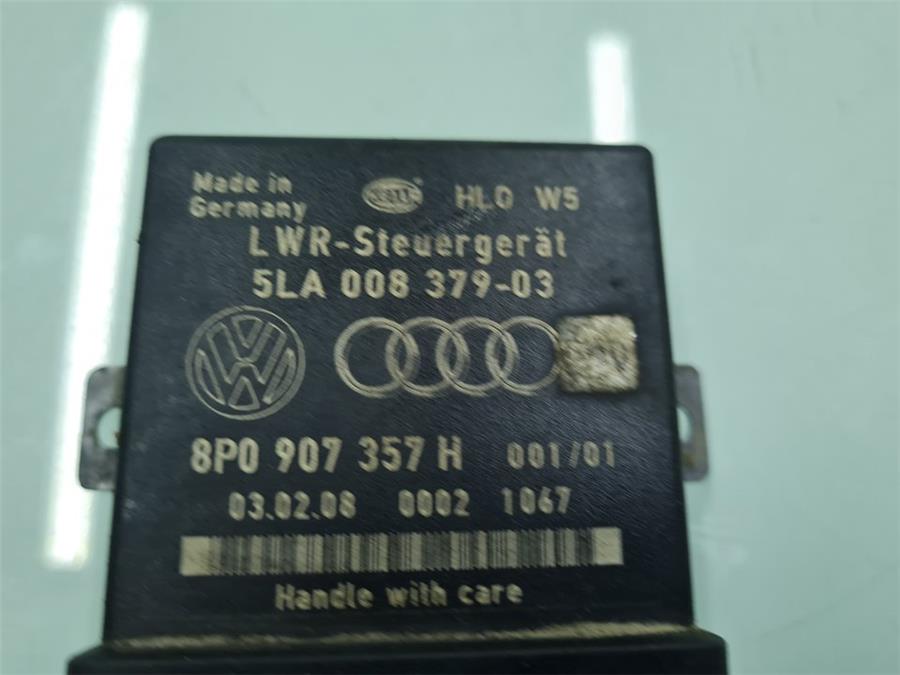 Made in
Germany
HELLA
HLO W5
LWR-Steuergerät
5LA 008 379-03
8P0 907 357 H 001/01
03.02.08 0002 1067
Handle with care